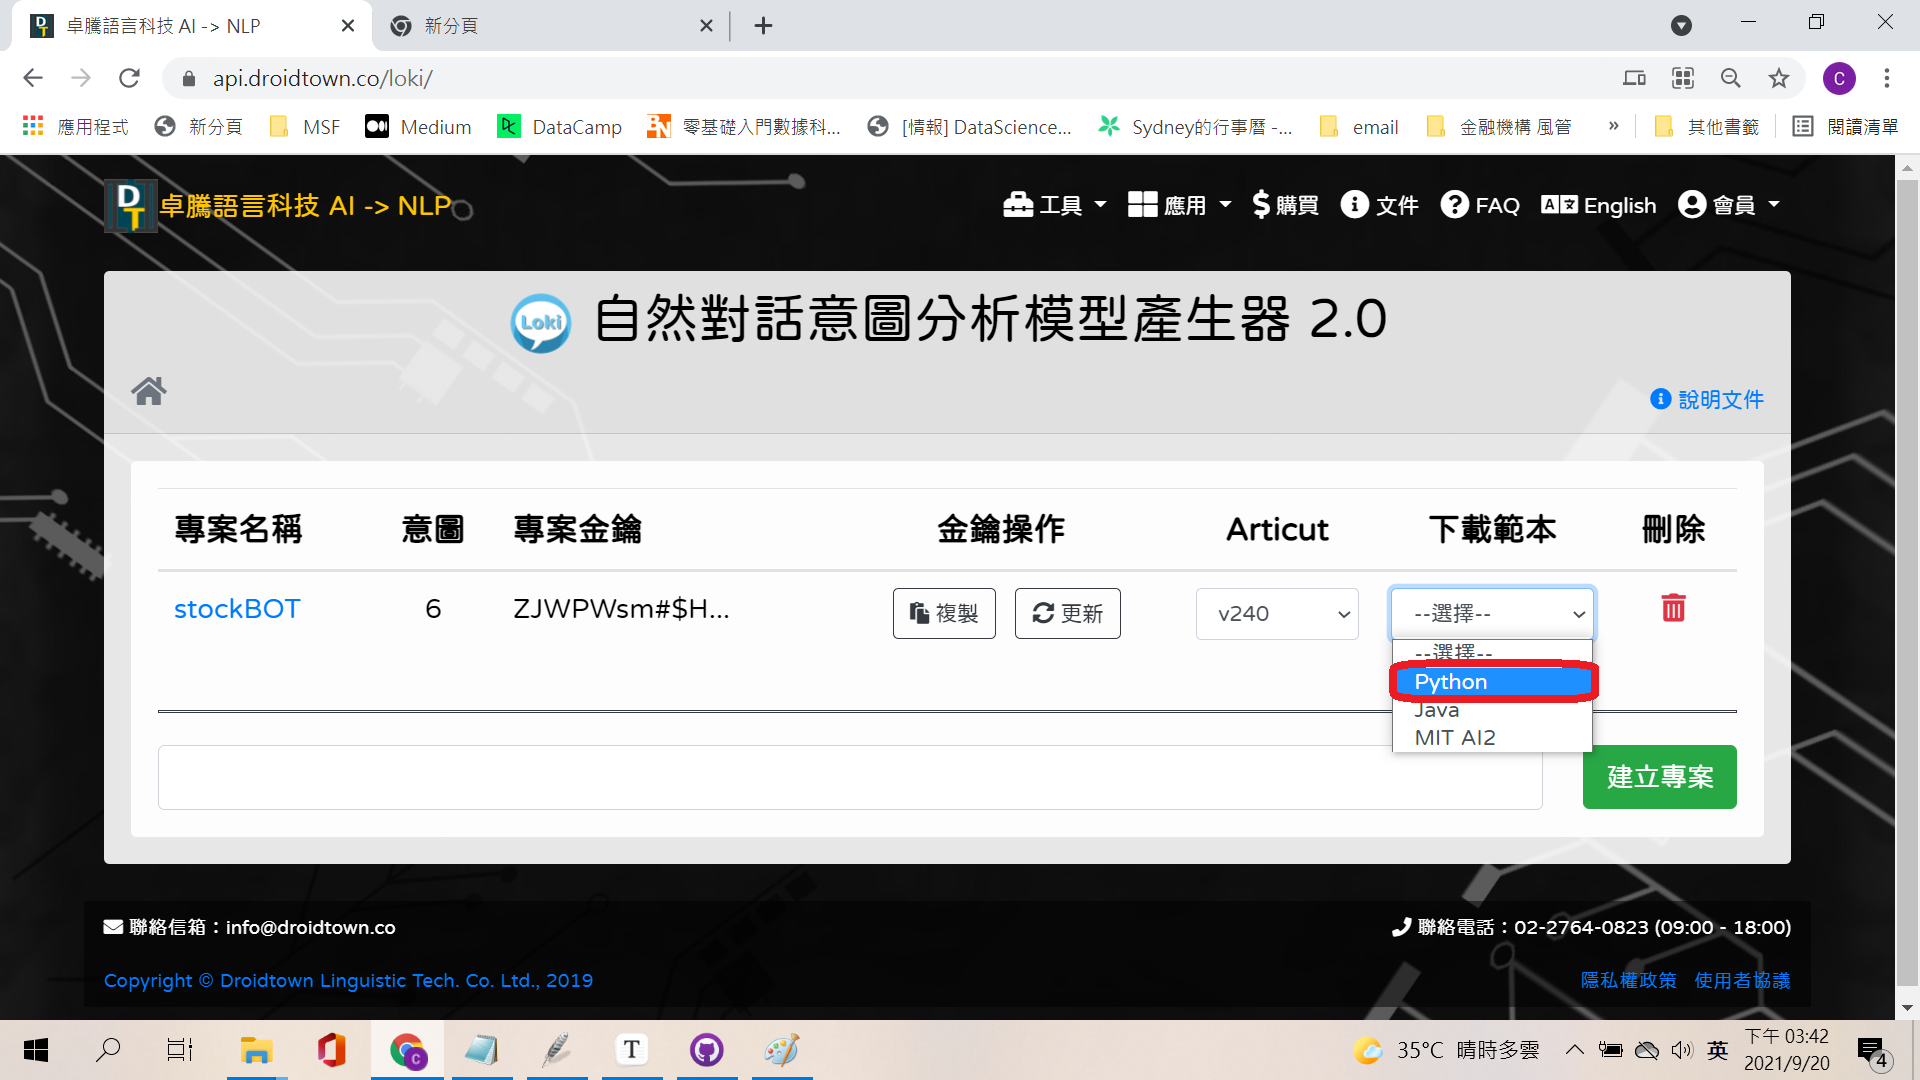 卓騰語言科技 AI -> NLP
新分頁
api.droidtown.co/loki/
C
應用程式
新分頁
MSF
Medium
DataCamp
零基礎入門數據科...
[情報] DataScience...
Sydney的行事曆 -...
email
金融機構 風管
»
其他書籤
閱讀清單
DT
卓騰語言科技 AI -> NLP
工具
應用
購買
文件
FAQ
English
會員
Loki
自然對話意圖分析模型產生器 2.0
說明文件
專案名稱
意圖
專案金鑰
金鑰操作
Articut
下載範本
刪除
stockBOT
6
ZJWPWsm#$H...
複製
更新
v240
--選擇--
--選擇--
Python
Java
MIT AI2
建立專案
聯絡信箱：info@droidtown.co
聯絡電話：02-2764-0823 (09:00 - 18:00)
Copyright © Droidtown Linguistic Tech. Co. Ltd., 2019
隱私權政策
使用者協議
T
35°C 晴時多雲
英
下午 03:42
2021/9/20
4